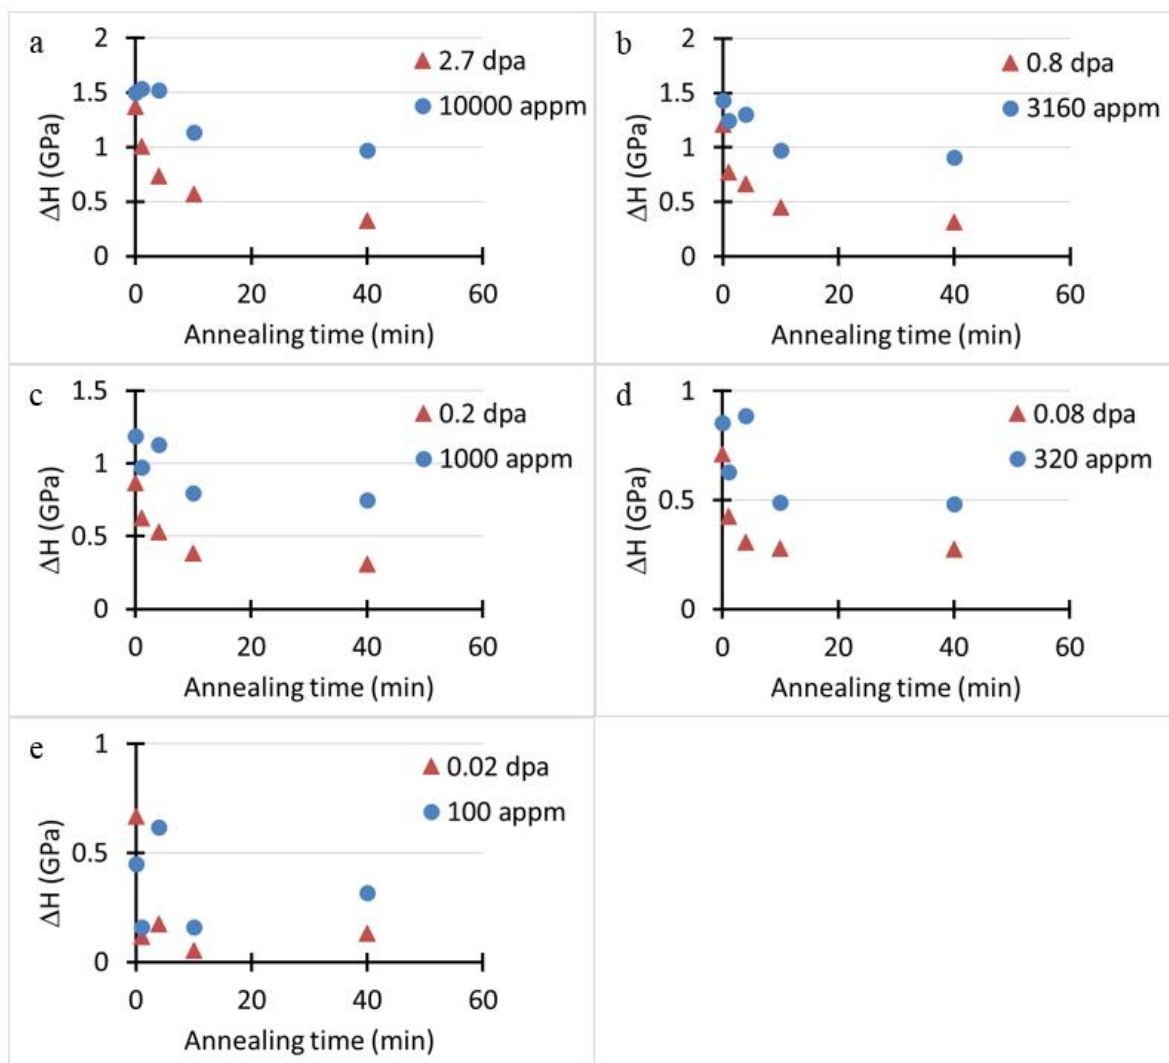 a
2
1.5
1
0.5
0
ΔH (GPa)
2.7 dpa
10000 appm
0 20 40 60
Annealing time (min)
b
2
1.5
1
0.5
0
ΔH (GPa)
0.8 dpa
3160 appm
0 20 40 60
Annealing time (min)
c
1.5
1
0.5
0
ΔH (GPa)
0.2 dpa
1000 appm
0 20 40 60
Annealing time (min)
d
1
0.5
0
ΔH (GPa)
0.08 dpa
320 appm
0 20 40 60
Annealing time (min)
e
1
0.5
0
ΔH (GPa)
0.02 dpa
100 appm
0 20 40 60
Annealing time (min)